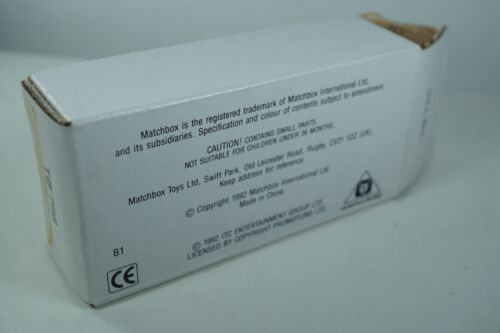 Matchbox is the registered trademark of Matchbox International Ltd.
and its subsidiaries. Specification and colour of contents subject to amendment.
CAUTION! CONTAINS SMALL PARTS.
NOT SUITABLE FOR CHILDREN UNDER 36 MONTHS.
Matchbox Toys Ltd. Swift Park, Old Leicester Road, Rugby, CV21 1DZ (UK).
Keep address for reference
© Copyright 1992 Matchbox International Ltd.
Made in China
© 1992 ITC ENTERTAINMENT GROUP LTD.
LICENSED BY COPYRIGHT PROMOTIONS LTD.
B1
CE